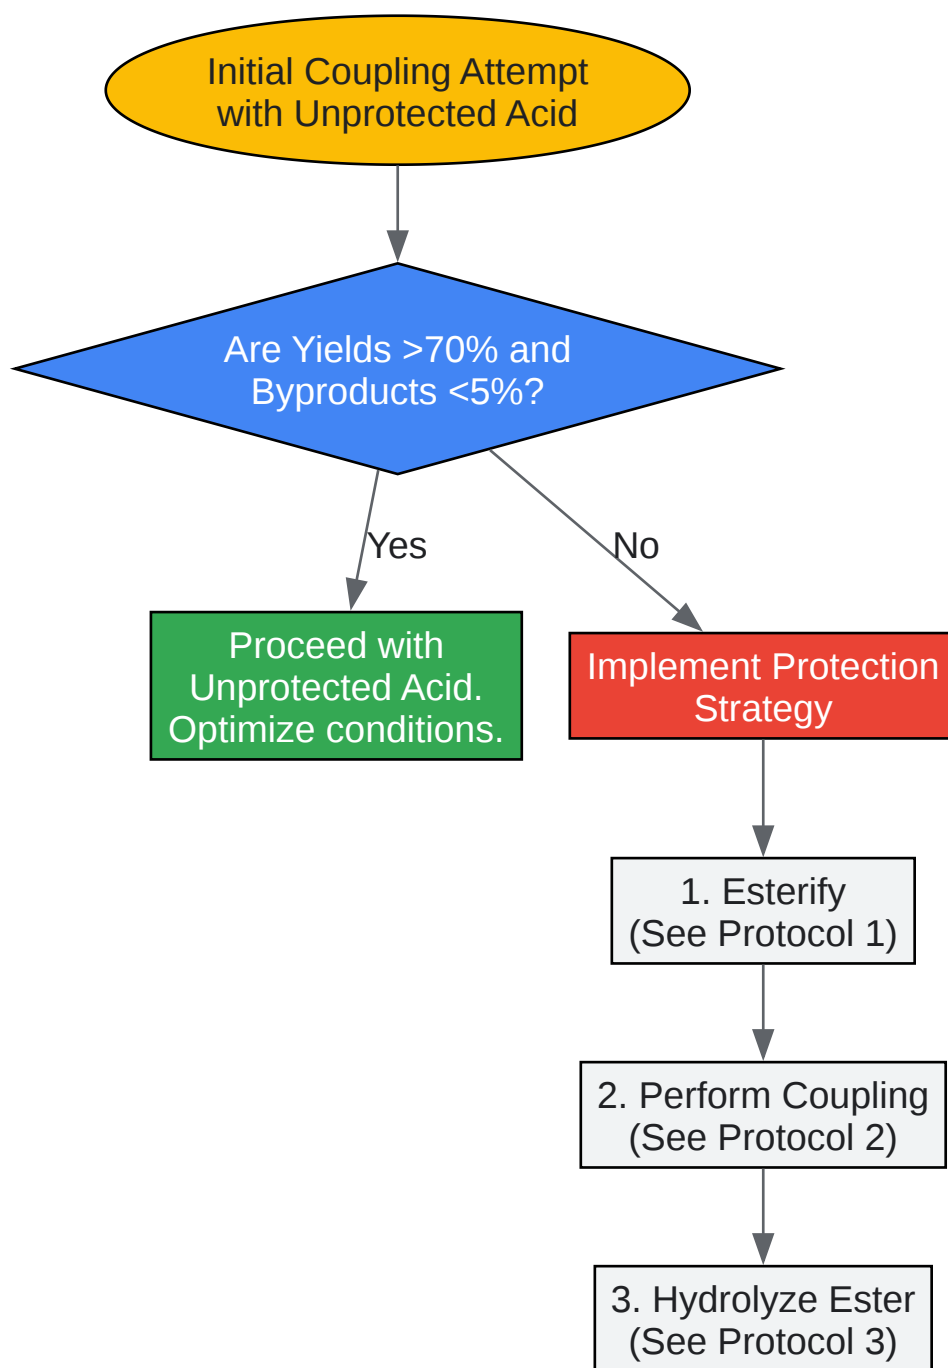 Initial Coupling Attempt
with Unprotected Acid
Are Yields >70% and
Byproducts <5%?
Yes
No
Proceed with
Unprotected Acid.
Optimize conditions.
Implement Protection
Strategy
1. Esterify
(See Protocol 1)
2. Perform Coupling
(See Protocol 2)
3. Hydrolyze Ester
(See Protocol 3)